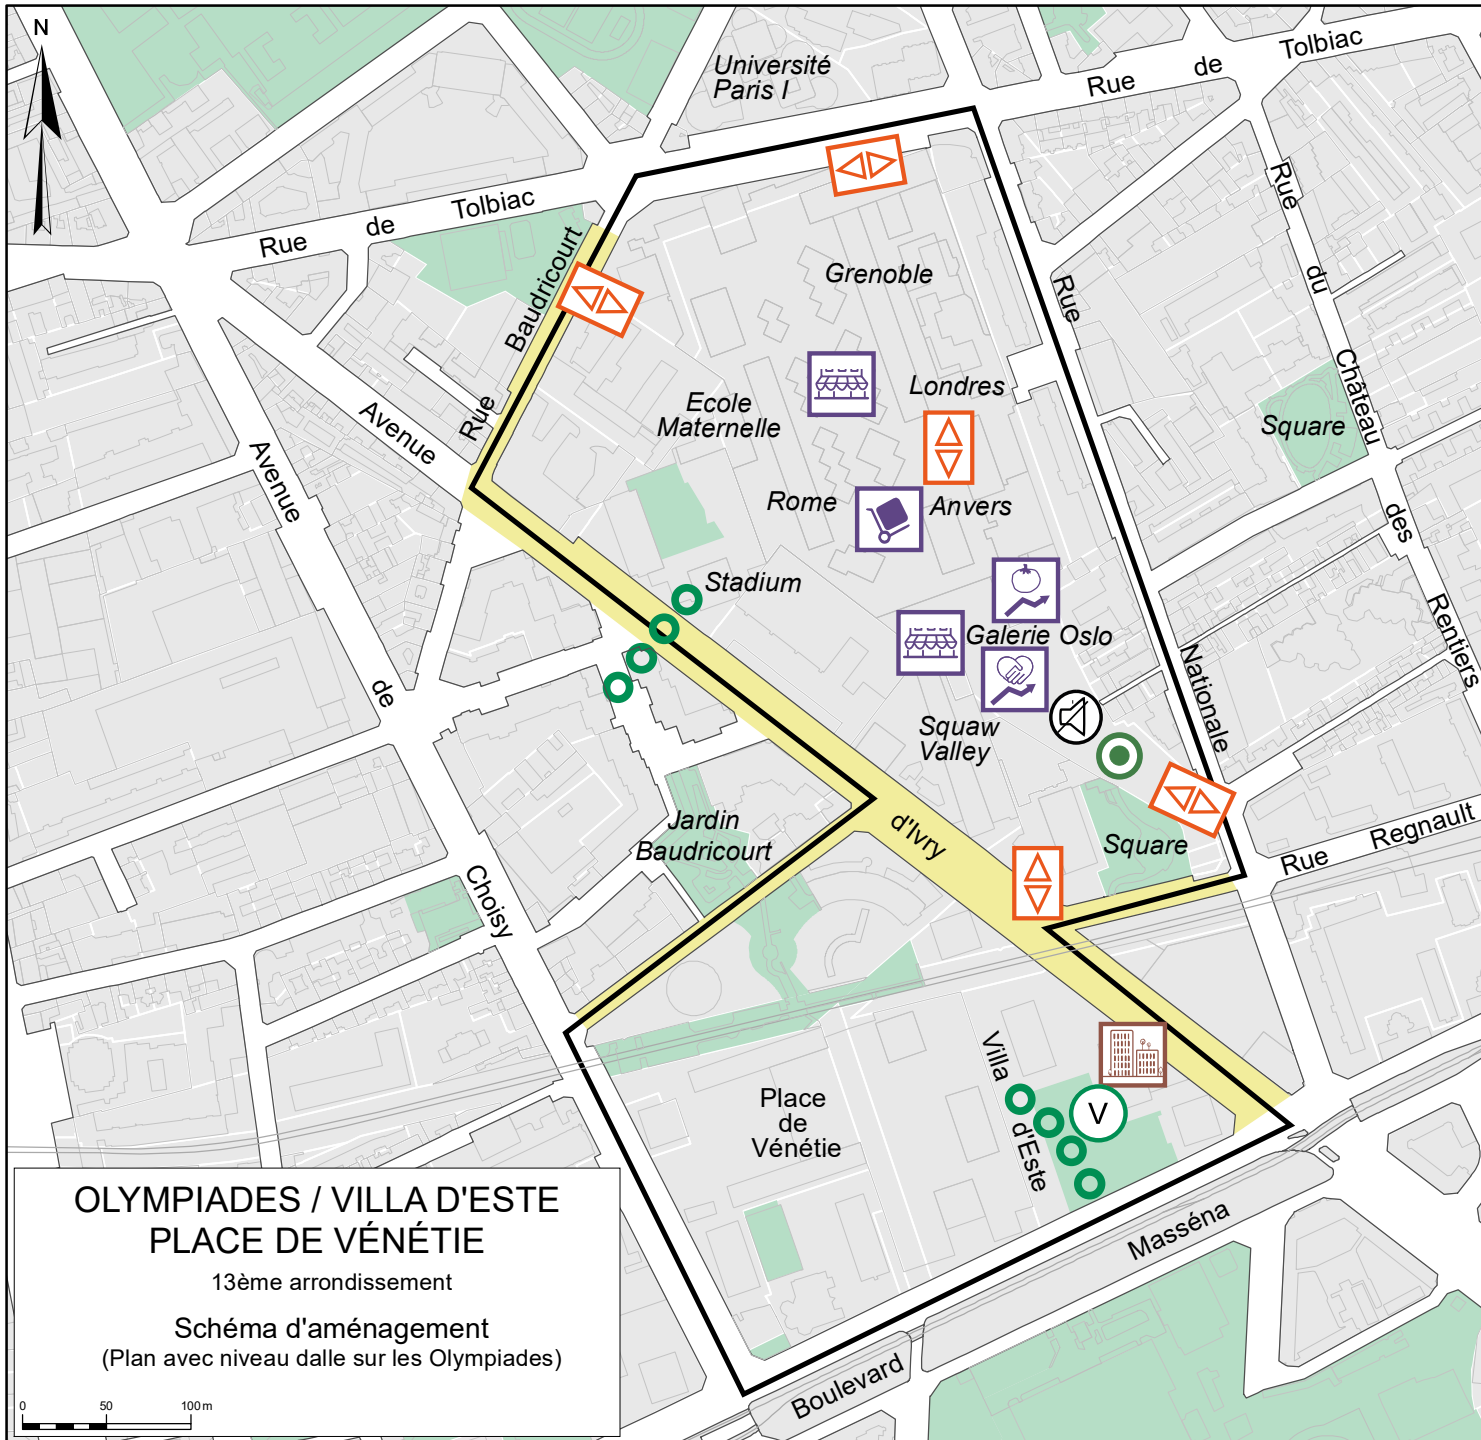 N
Université
Paris I
Rue de Tolbiac
Rue de Tolbiac
Rue Baudricourt
Grenoble
Rue Nationale
Rue du Château des Rentiers
Londres
Ecole
Maternelle
Square
Avenue d'Ivry
Avenue de Choisy
Rome
Anvers
Stadium
Galerie Oslo
Squaw
Valley
Jardin
Baudricourt
Square
Rue Regnault
Villa d'Este
V
Place
de
Vénétie
Boulevard Masséna
OLYMPIADES / VILLA D'ESTE
PLACE DE VÉNÉTIE
13ème arrondissement
Schéma d'aménagement
(Plan avec niveau dalle sur les Olympiades)
0 50 100 m